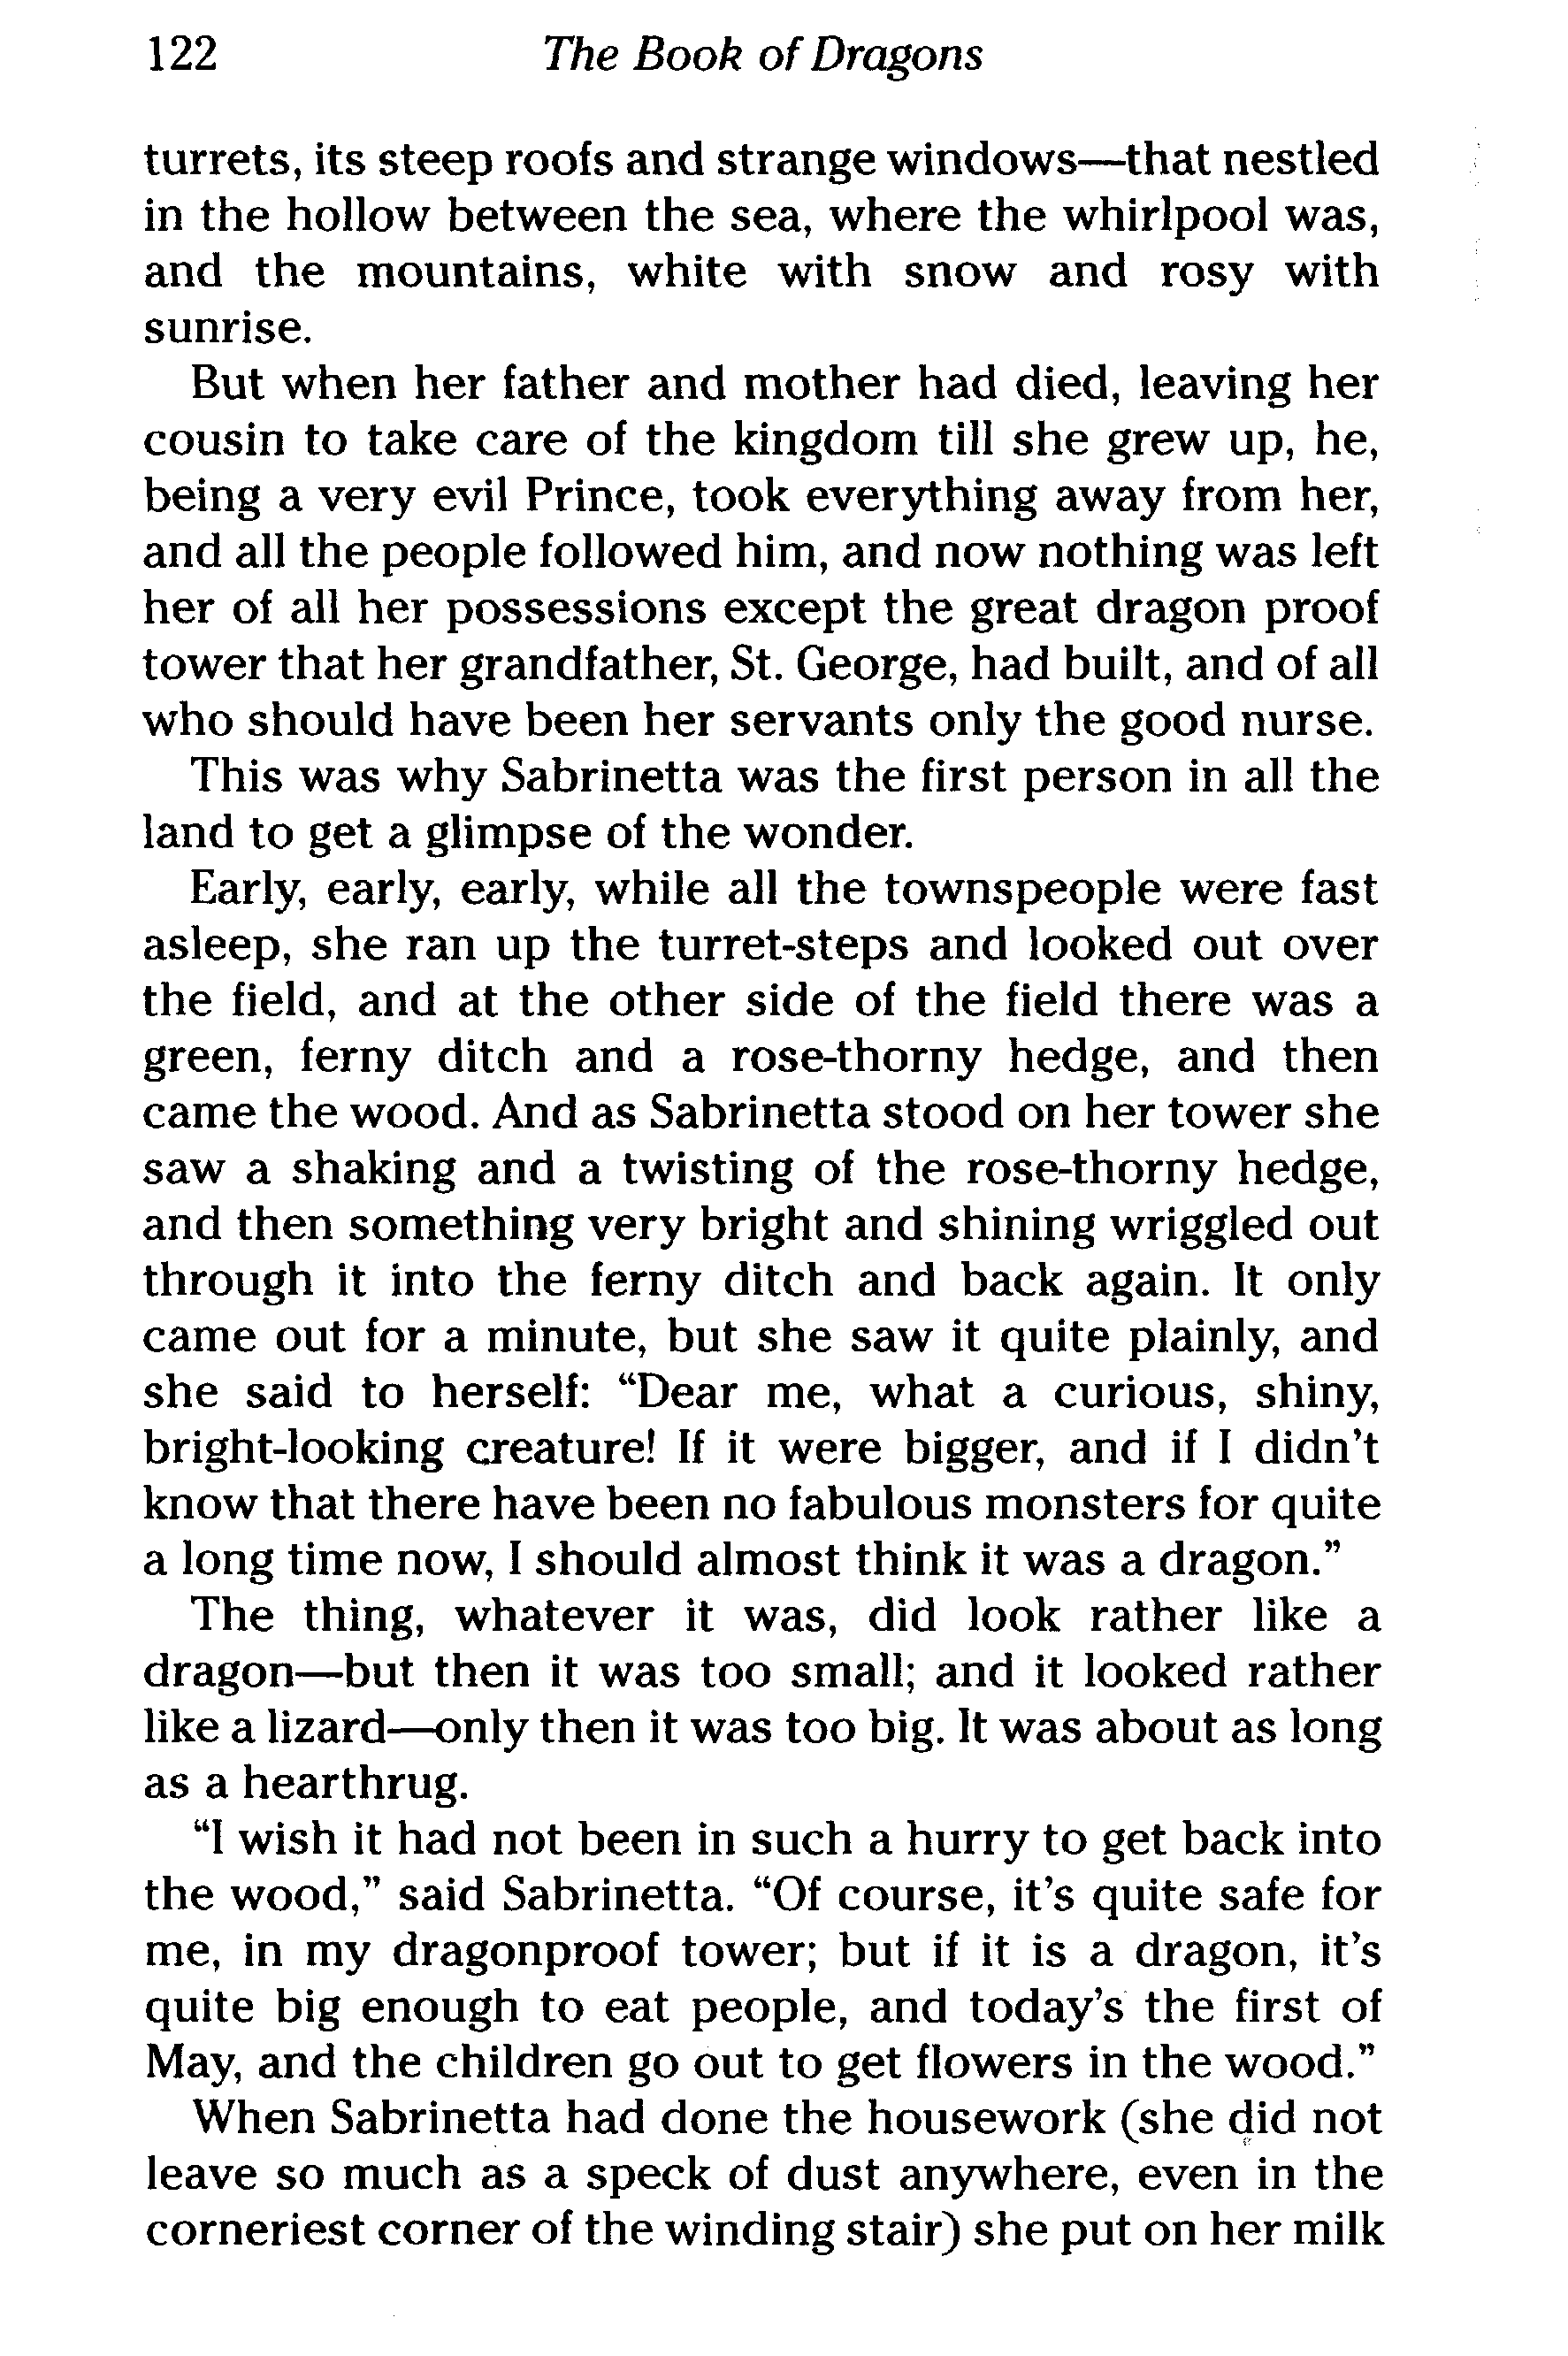 122 The Book of Dragons
turrets, its steep roofs and strange windows—that nestled
in the hollow between the sea, where the whirlpool was,
and the mountains, white with snow and rosy with
sunrise.
But when her father and mother had died, leaving her
cousin to take care of the kingdom till she grew up, he,
being a very evil Prince, took everything away from her,
and all the people followed him, and now nothing was left
her of all her possessions except the great dragon proof
tower that her grandfather, St. George, had built, and of all
who should have been her servants only the good nurse.
This was why Sabrinetta was the first person in all the
land to get a glimpse of the wonder.
Early, early, early, while all the townspeople were fast
asleep, she ran up the turret-steps and looked out over
the field, and at the other side of the field there was a
green, ferny ditch and a rose-thorny hedge, and then
came the wood. And as Sabrinetta stood on her tower she
saw a shaking and a twisting of the rose-thorny hedge,
and then something very bright and shining wriggled out
through it into the ferny ditch and back again. It only
came out for a minute, but she saw it quite plainly, and
she said to herself: “Dear me, what a curious, shiny,
bright-looking creature! If it were bigger, and if I didn’t
know that there have been no fabulous monsters for quite
a long time now, I should almost think it was a dragon.”
The thing, whatever it was, did look rather like a
dragon—but then it was too small; and it looked rather
like a lizard—only then it was too big. It was about as long
as a hearthrug.
“I wish it had not been in such a hurry to get back into
the wood,” said Sabrinetta. “Of course, it’s quite safe for
me, in my dragonproof tower; but if it is a dragon, it’s
quite big enough to eat people, and today’s the first of
May, and the children go out to get flowers in the wood.”
When Sabrinetta had done the housework (she did not
leave so much as a speck of dust anywhere, even in the
corneriest corner of the winding stair) she put on her milk